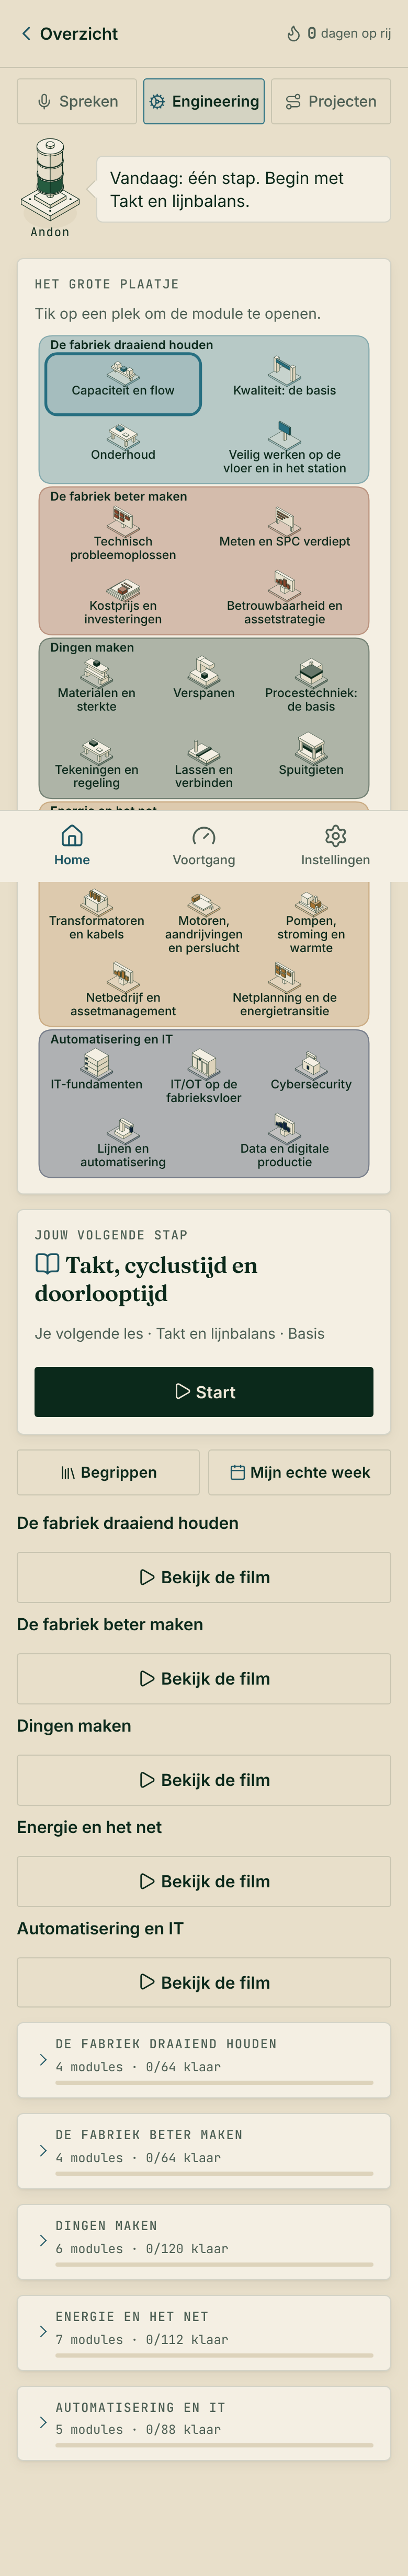 Overzicht
0 dagen op rij
Spreken
Engineering
Projecten
Vandaag: één stap. Begin met
Takt en lijnbalans.
Andon
HET GROTE PLAATJE
Tik op een plek om de module te openen.
De fabriek draaiend houden
Capaciteit en flow
Kwaliteit: de basis
Onderhoud
Veilig werken op de
vloer en in het station
De fabriek beter maken
Technisch
probleemoplossen
Meten en SPC verdiept
Kostprijs en
investeringen
Betrouwbaarheid en
assetstrategie
Dingen maken
Materialen en
sterkte
Verspanen
Procestechniek:
de basis
Tekeningen en
regeling
Lassen en
verbinden
Spuitgieten
Home
Voortgang
Instellingen
Transformatoren
en kabels
Motoren,
aandrijvingen
en perslucht
Pompen,
stroming en
warmte
Netbedrijf en
assetmanagement
Netplanning en de
energietransitie
Automatisering en IT
IT-fundamenten
IT/OT op de
fabrieksvloer
Cybersecurity
Lijnen en
automatisering
Data en digitale
productie
JOUW VOLGENDE STAP
Takt, cyclustijd en
doorlooptijd
Je volgende les · Takt en lijnbalans · Basis
Start
Begrippen
Mijn echte week
De fabriek draaiend houden
Bekijk de film
De fabriek beter maken
Bekijk de film
Dingen maken
Bekijk de film
Energie en het net
Bekijk de film
Automatisering en IT
Bekijk de film
DE FABRIEK DRAAIEND HOUDEN
4 modules · 0/64 klaar
DE FABRIEK BETER MAKEN
4 modules · 0/64 klaar
DINGEN MAKEN
6 modules · 0/120 klaar
ENERGIE EN HET NET
7 modules · 0/112 klaar
AUTOMATISERING EN IT
5 modules · 0/88 klaar